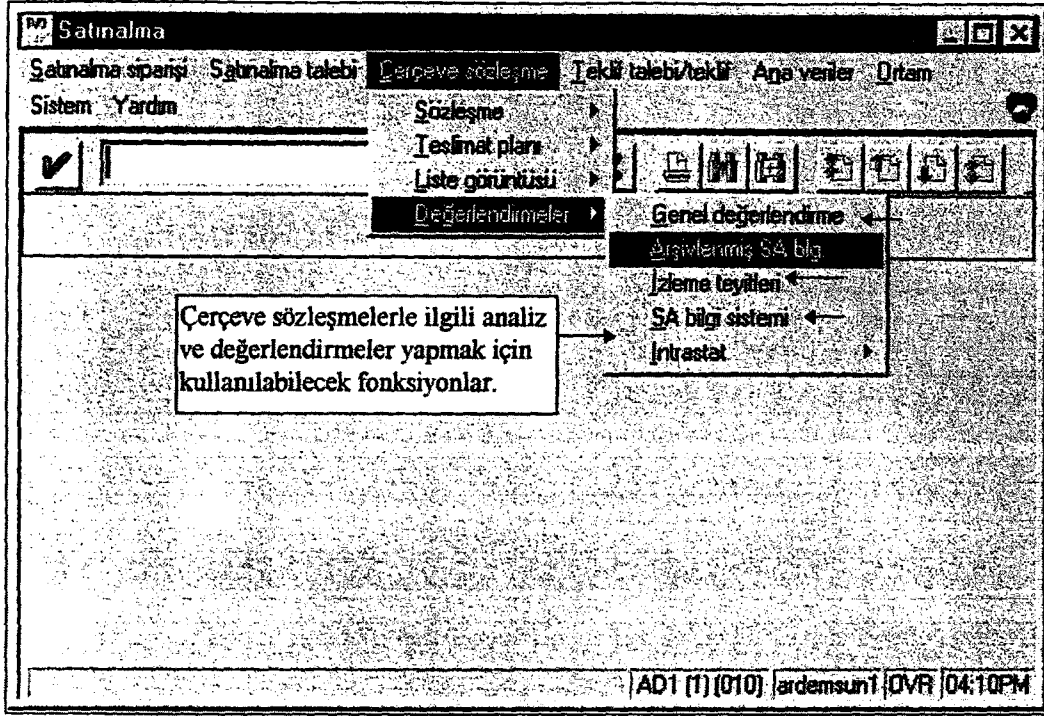 Satınalma
Satınalma siparişi Satınalma talebi Çerçeve sözleşme Teklif talebi/teklif Ana veriler Ortam
Sistem Yardım
Sözleşme
Teslimat planı
Liste görüntüsü
Değerlendirmeler
Genel değerlendirme
Arşivlenmiş SA blg.
İzleme teyitleri
SA bilgi sistemi
Intrastat
Çerçeve sözleşmelerle ilgili analiz
ve değerlendirmeler yapmak için
kullanılabilecek fonksiyonlar.
AD1 (1) (010) ardemsun1 OVR 04:10PM